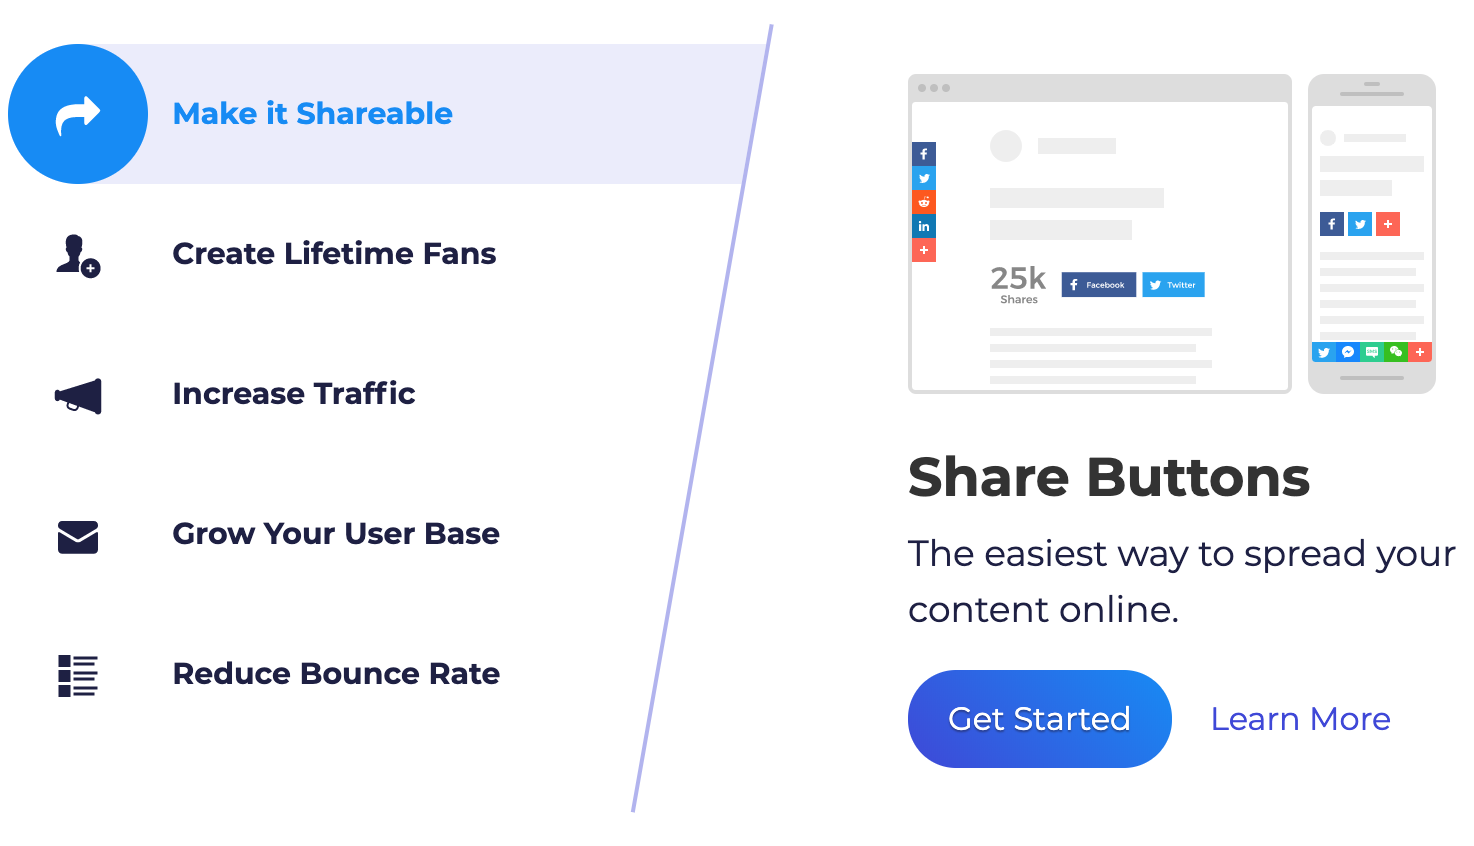 Make it Shareable
Create Lifetime Fans
Increase Traffic
Grow Your User Base
Reduce Bounce Rate
25k
Shares
Facebook
Twitter
Share Buttons
The easiest way to spread your
content online.
Get Started
Learn More